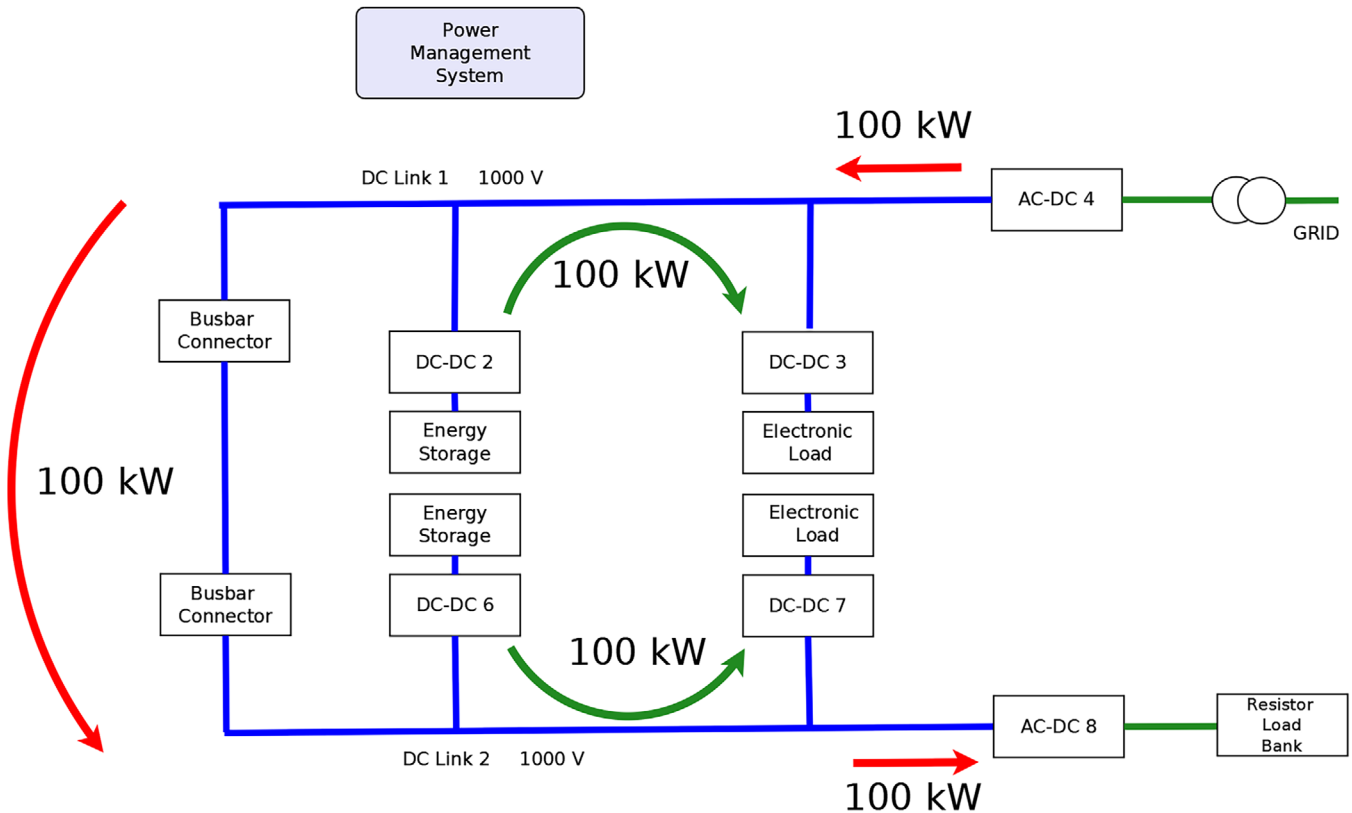 Power
Management
System
100 kW
DC Link 1 1000 V
AC-DC 4
GRID
100 kW
Busbar
Connector
DC-DC 2
DC-DC 3
Energy
Storage
Electronic
Load
100 kW
Energy
Storage
Electronic
Load
Busbar
Connector
DC-DC 6
DC-DC 7
100 kW
AC-DC 8
Resistor
Load
Bank
DC Link 2 1000 V
100 kW